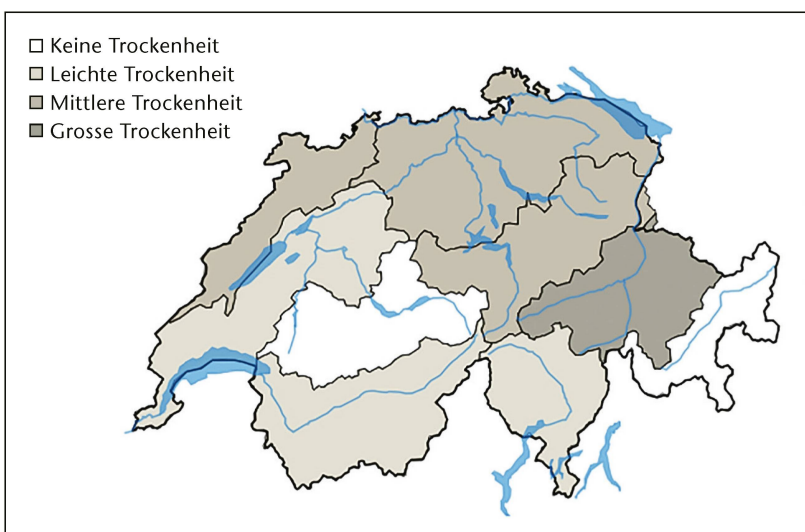 Keine Trockenheit
Leichte Trockenheit
Mittlere Trockenheit
Grosse Trockenheit